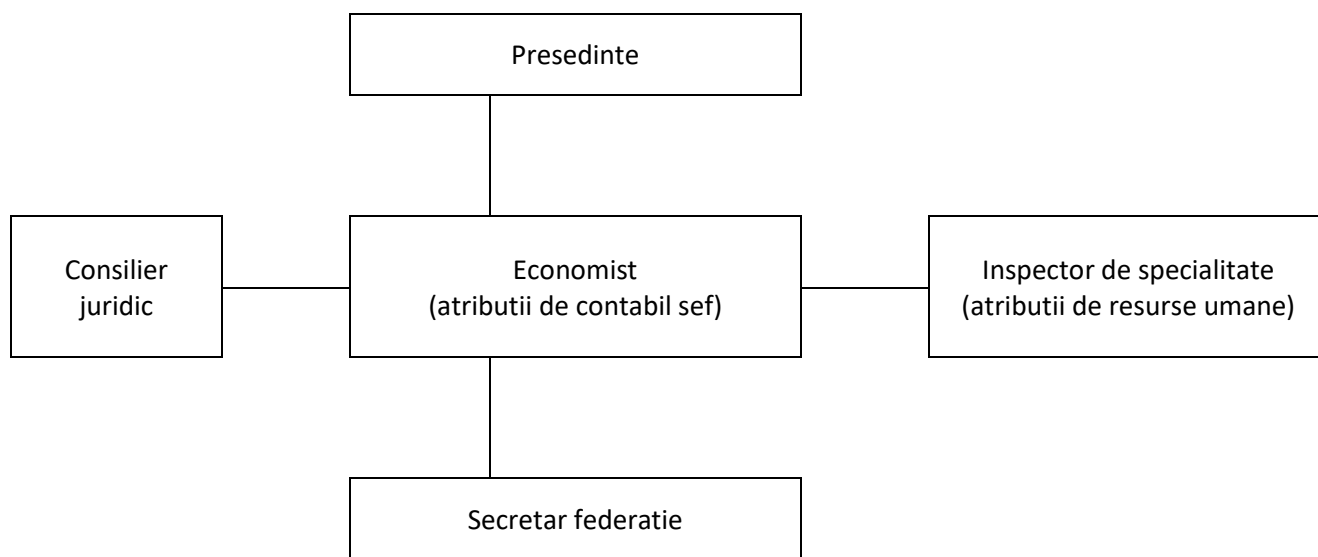 Presedinte
Consilier
juridic
Economist
(atributii de contabil sef)
Inspector de specialitate
(atributii de resurse umane)
Secretar federatie